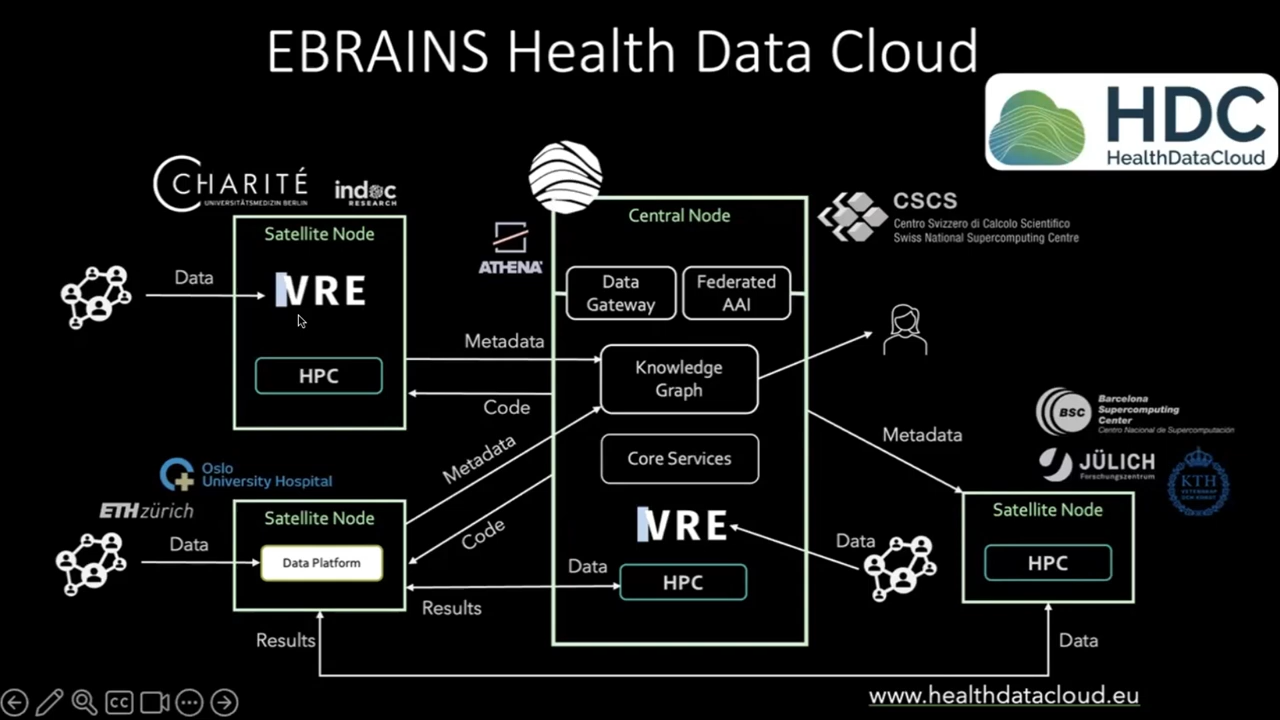 EBRAINS Health Data Cloud
HDC
HealthDataCloud
CHARITÉ
UNIVERSITÄTSMEDIZIN BERLIN
indoc
RESEARCH
Satellite Node
Data
VRE
HPC
ATHENA
Central Node
Data
Gateway
Federated
AAI
CSCS
Centro Svizzero di Calcolo Scientifico
Swiss National Supercomputing Centre
Metadata
Knowledge
Graph
Code
Metadata
Core Services
Code
VRE
Data
HPC
Data
Results
Oslo
University Hospital
ETH zürich
Satellite Node
Data
Data Platform
Results
Metadata
BSC
Barcelona
Supercomputing
Center
Centro Nacional de Supercomputación
JÜLICH
Forschungszentrum
KTH
VETENSKAP
OCH KONST
Satellite Node
HPC
Data
CC
www.healthdatacloud.eu